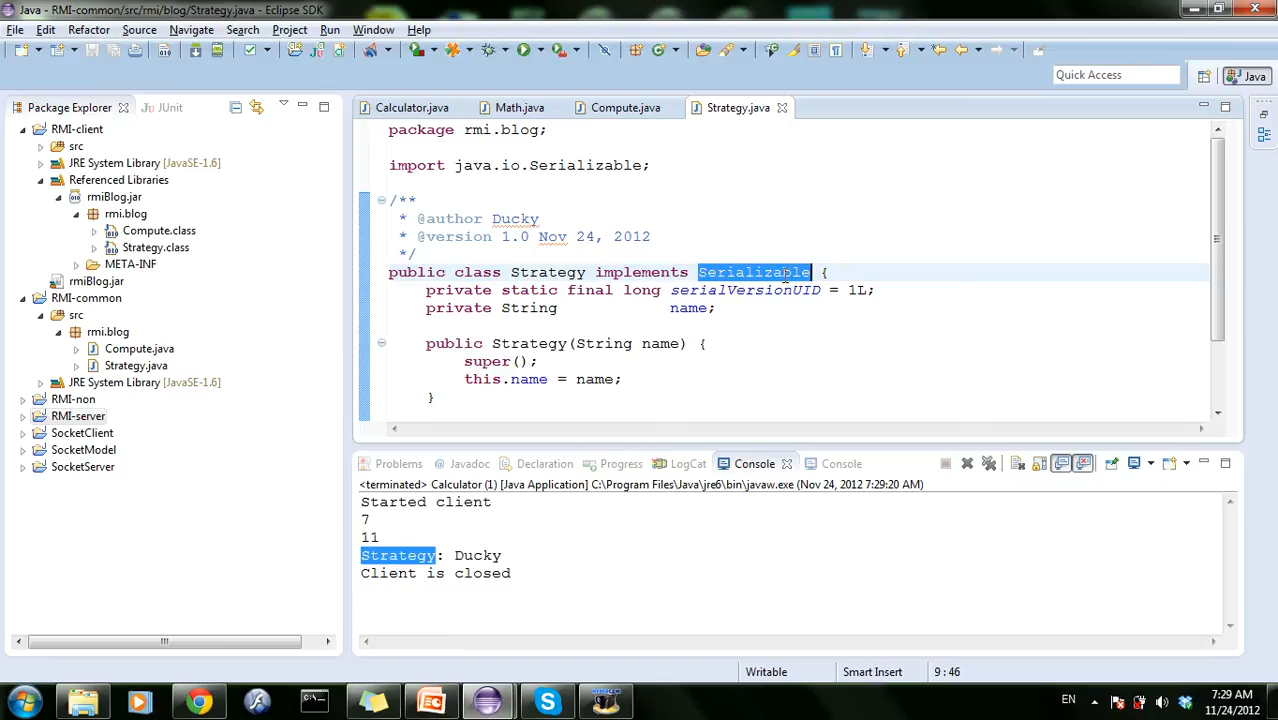 Java - RMI-common/src/rmi/blog/Strategy.java - Eclipse SDK
File Edit Refactor Source Navigate Search Project Run Window Help
Quick Access
Java
Package Explorer JUnit
RMI-client
src
JRE System Library [JavaSE-1.6]
Referenced Libraries
rmiBlog.jar
rmi.blog
Compute.class
Strategy.class
META-INF
rmiBlog.jar
RMI-common
src
rmi.blog
Compute.java
Strategy.java
JRE System Library [JavaSE-1.6]
RMI-non
RMI-server
SocketClient
SocketModel
SocketServer
Calculator.java Math.java Compute.java Strategy.java
package rmi.blog;
import java.io.Serializable;
/**
* @author Ducky
* @version 1.0 Nov 24, 2012
*/
public class Strategy implements Serializable {
private static final long serialVersionUID = 1L;
private String name;
public Strategy(String name) {
super();
this.name = name;
}
Problems Javadoc Declaration Progress LogCat Console Console
<terminated> Calculator (1) [Java Application] C:\Program Files\Java\jre6\bin\javaw.exe (Nov 24, 2012 7:29:20 AM)
Started client
7
11
Strategy: Ducky
Client is closed
Writable Smart Insert 9 : 46
EN 7:29 AM
11/24/2012